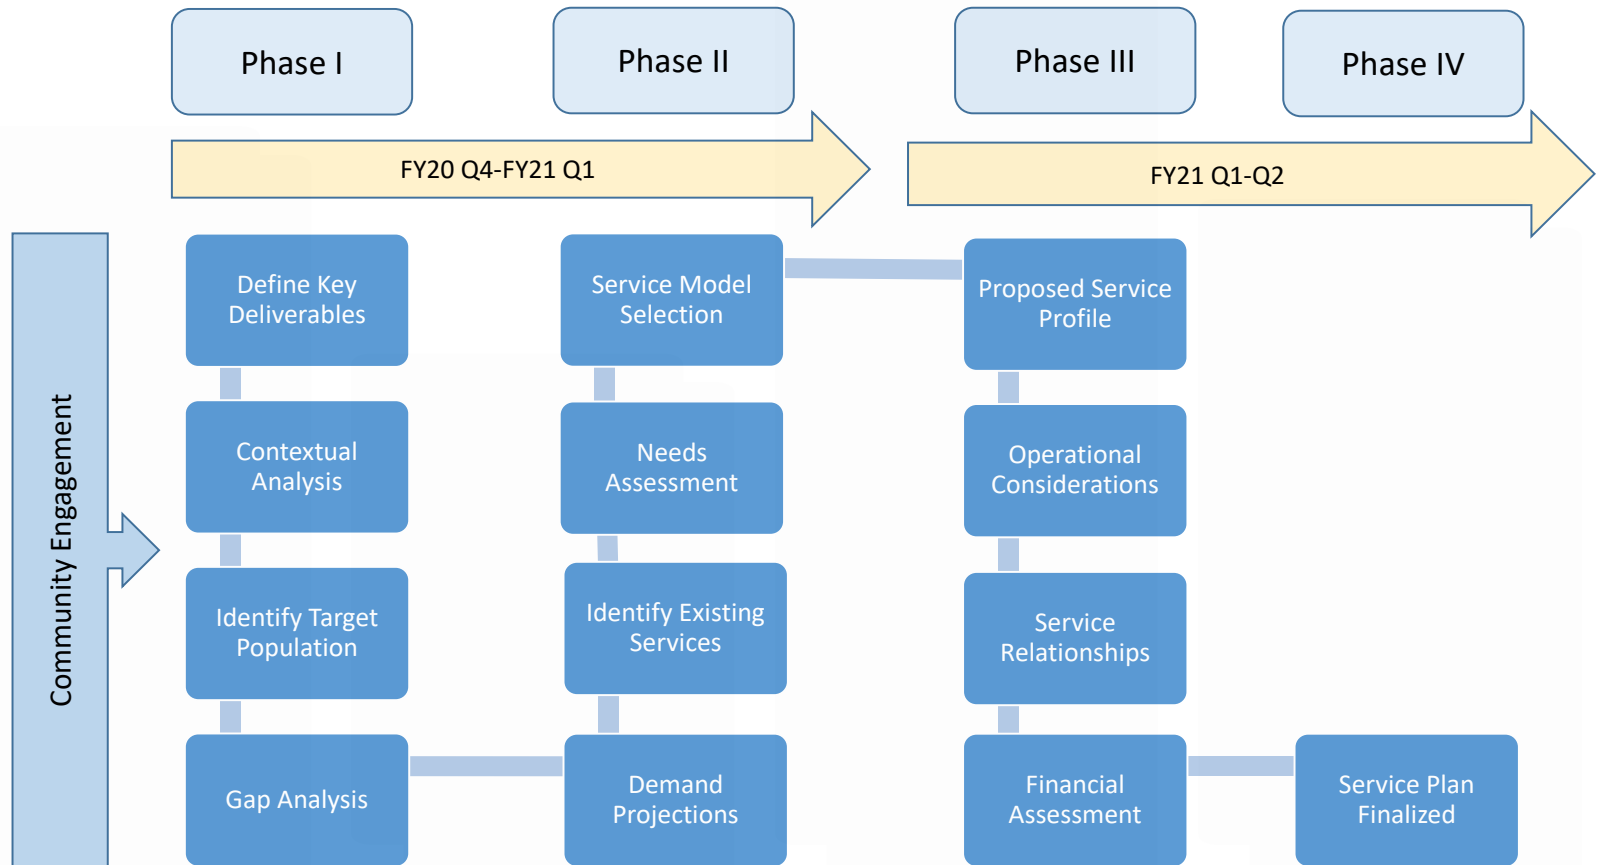 Phase I
Phase II
Phase III
Phase IV
FY20 Q4-FY21 Q1
FY21 Q1-Q2
Community Engagement
Define Key
Deliverables
Contextual
Analysis
Identify Target
Population
Gap Analysis
Service Model
Selection
Needs
Assessment
Identify Existing
Services
Demand
Projections
Proposed Service
Profile
Operational
Considerations
Service
Relationships
Financial
Assessment
Service Plan
Finalized